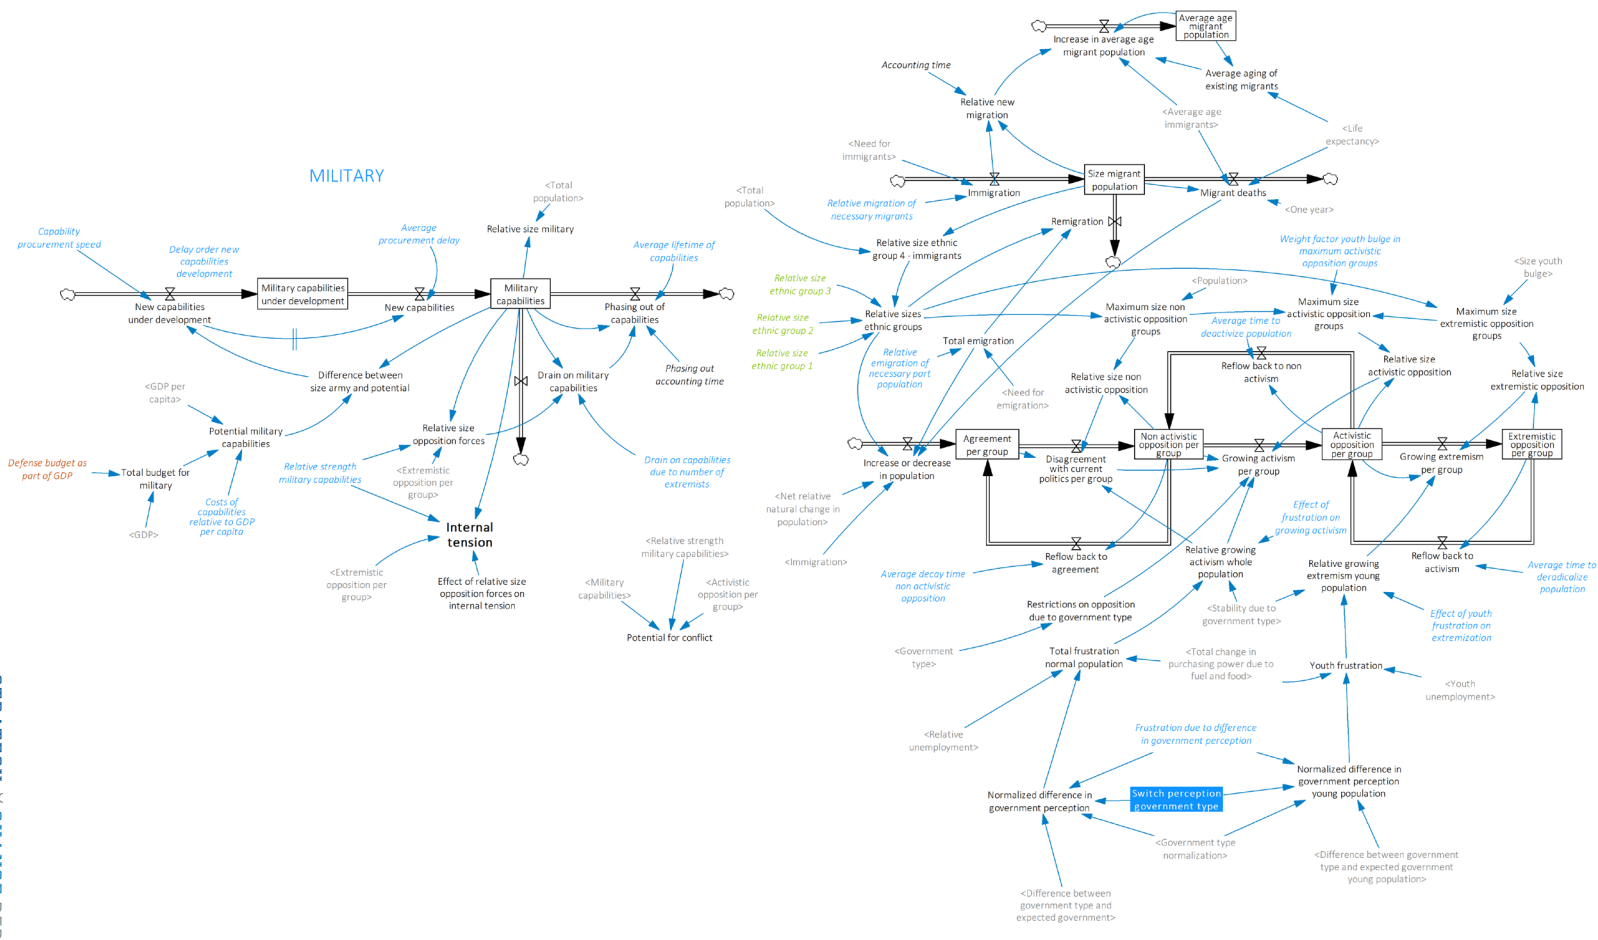 MILITARY
Capability
procurement speed
Delay order new
capabilities
development
Average
procurement delay
<Total
population>
Relative size military
Average lifetime of
capabilities
Military capabilities
under development
Military
capabilities
New capabilities
under development
New capabilities
Phasing out of
capabilities
Difference between
size army and potential
Drain on military
capabilities
Phasing out
accounting time
<GDP per
capita>
Potential military
capabilities
Relative size
opposition forces
Defense budget as
part of GDP
Total budget for
military
Relative strength
military capabilities
<Extremistic
opposition per
group>
Drain on capabilities
due to number of
extremists
Costs of
capabilities
relative to GDP
per capita
<GDP>
Internal
tension
<Extremistic
opposition per
group>
Effect of relative size
opposition forces on
internal tension
<Relative strength
military capabilities>
<Military
capabilities>
<Activistic
opposition per
group>
Potential for conflict
Average age
migrant
population
Increase in average age
migrant population
Accounting time
Average aging of
existing migrants
Relative new
migration
<Average age
immigrants>
<Life
expectancy>
<Need for
immigrants>
Size migrant
population
Immigration
Migrant deaths
<Total
population>
Relative migration of
necessary migrants
<One year>
Remigration
Relative size ethnic
group 4 - immigrants
Weight factor youth bulge in
maximum activistic
opposition groups
<Size youth
bulge>
Relative size
ethnic group 3
<Population>
Relative size
ethnic group 2
Relative sizes
ethnic groups
Maximum size non
activistic opposition
groups
Maximum size
activistic opposition
groups
Maximum size
extremistic opposition
groups
Average time to
deactivize population
Relative size
ethnic group 1
Relative
emigration of
necessary part
population
Total emigration
Reflow back to non
activism
Relative size
activistic opposition
Relative size non
activistic opposition
Relative size
extremistic opposition
<Need for
emigration>
Agreement
per group
Non activistic
opposition per
group
Activistic
opposition
per group
Extremistic
opposition
per group
Increase or decrease
in population
Disagreement
with current
politics per group
Growing activism
per group
Growing extremism
per group
<Net relative
natural change in
population>
Effect of
frustration on
growing activism
<Immigration>
Reflow back to
agreement
Relative growing
activism whole
population
Reflow back to
activism
Average decay time
non activistic
opposition
Relative growing
extremism young
population
Average time to
deradicalize
population
Restrictions on opposition
due to government type
<Stability due to
government type>
Effect of youth
frustration on
extremization
<Government
type>
Total frustration
normal population
<Total change in
purchasing power due to
fuel and food>
Youth frustration
<Youth
unemployment>
<Relative
unemployment>
Frustration due to difference
in government perception
Normalized difference in
government perception
Switch perception
government type
Normalized difference in
government perception
young population
<Government type
normalization>
<Difference between government
type and expected government
young population>
<Difference between
government type and
expected government>